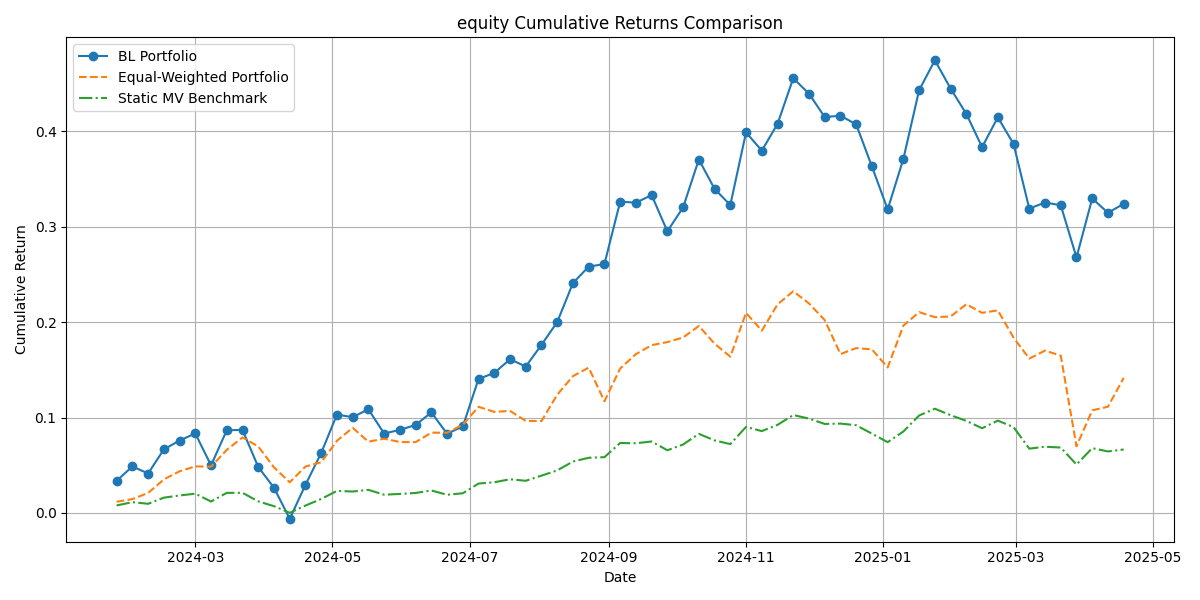 equity Cumulative Returns Comparison
BL Portfolio
Equal-Weighted Portfolio
Static MV Benchmark
Cumulative Return
0.4
0.3
0.2
0.1
0.0
2024-03 2024-05 2024-07 2024-09 2024-11 2025-01 2025-03 2025-05
Date